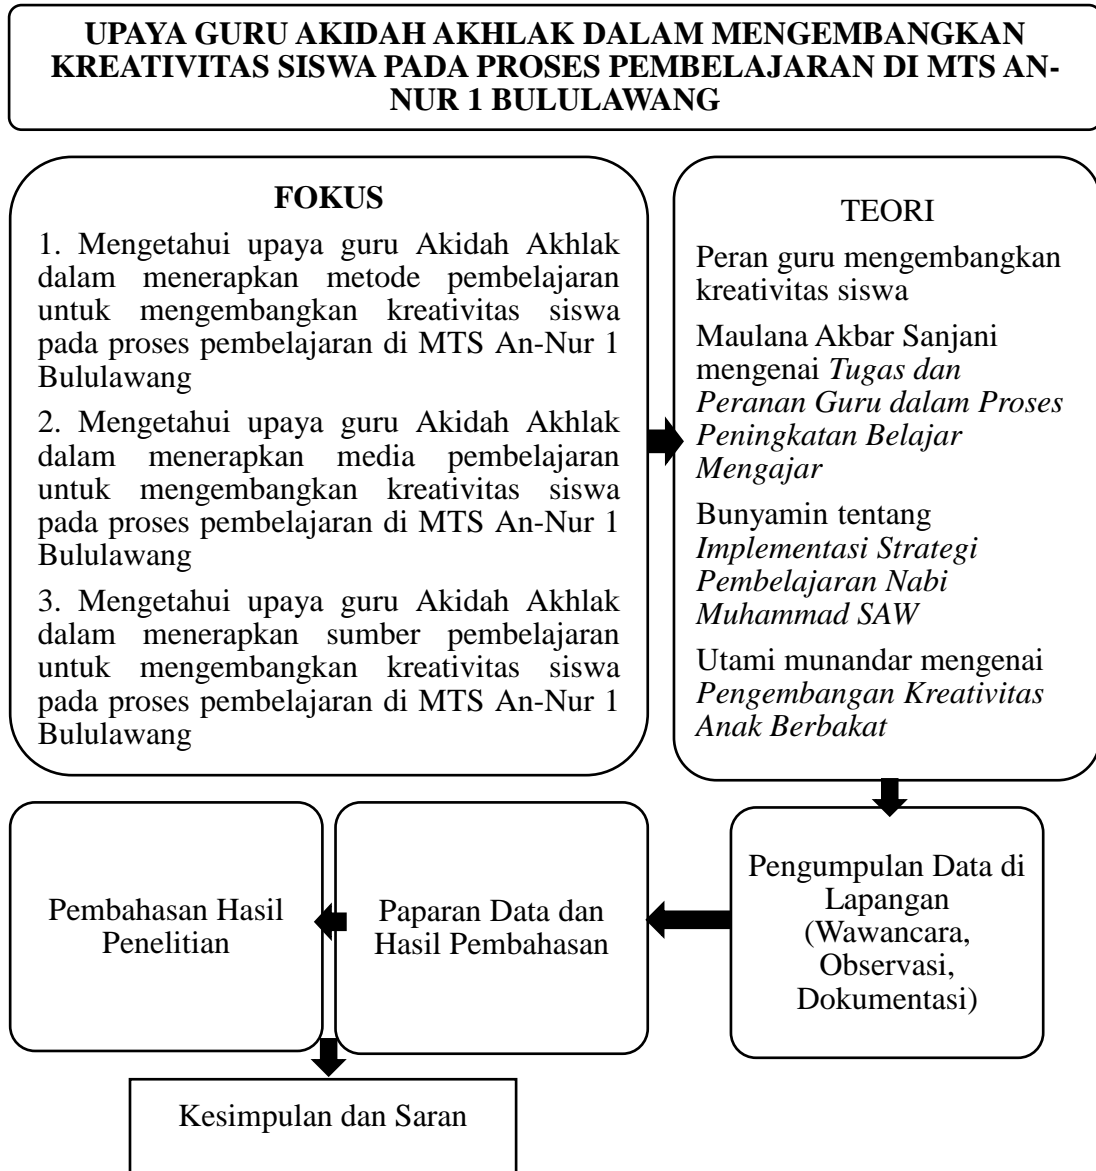 UPAYA GURU AKIDAH AKHLAK DALAM MENGEMBANGKAN
KREATIVITAS SISWA PADA PROSES PEMBELAJARAN DI MTS AN-
NUR 1 BULULAWANG
FOKUS
1. Mengetahui upaya guru Akidah Akhlak
dalam menerapkan metode pembelajaran
untuk mengembangkan kreativitas siswa
pada proses pembelajaran di MTS An-Nur 1
Bululawang
2. Mengetahui upaya guru Akidah Akhlak
dalam menerapkan media pembelajaran
untuk mengembangkan kreativitas siswa
pada proses pembelajaran di MTS An-Nur 1
Bululawang
3. Mengetahui upaya guru Akidah Akhlak
dalam menerapkan sumber pembelajaran
untuk mengembangkan kreativitas siswa
pada proses pembelajaran di MTS An-Nur 1
Bululawang
TEORI
Peran guru mengembangkan
kreativitas siswa
Maulana Akbar Sanjani
mengenai Tugas dan
Peranan Guru dalam Proses
Peningkatan Belajar
Mengajar
Bunyamin tentang
Implementasi Strategi
Pembelajaran Nabi
Muhammad SAW
Utami munandar mengenai
Pengembangan Kreativitas
Anak Berbakat
Pengumpulan Data di
Lapangan
(Wawancara,
Observasi,
Dokumentasi)
Paparan Data dan
Hasil Pembahasan
Pembahasan Hasil
Penelitian
Kesimpulan dan Saran